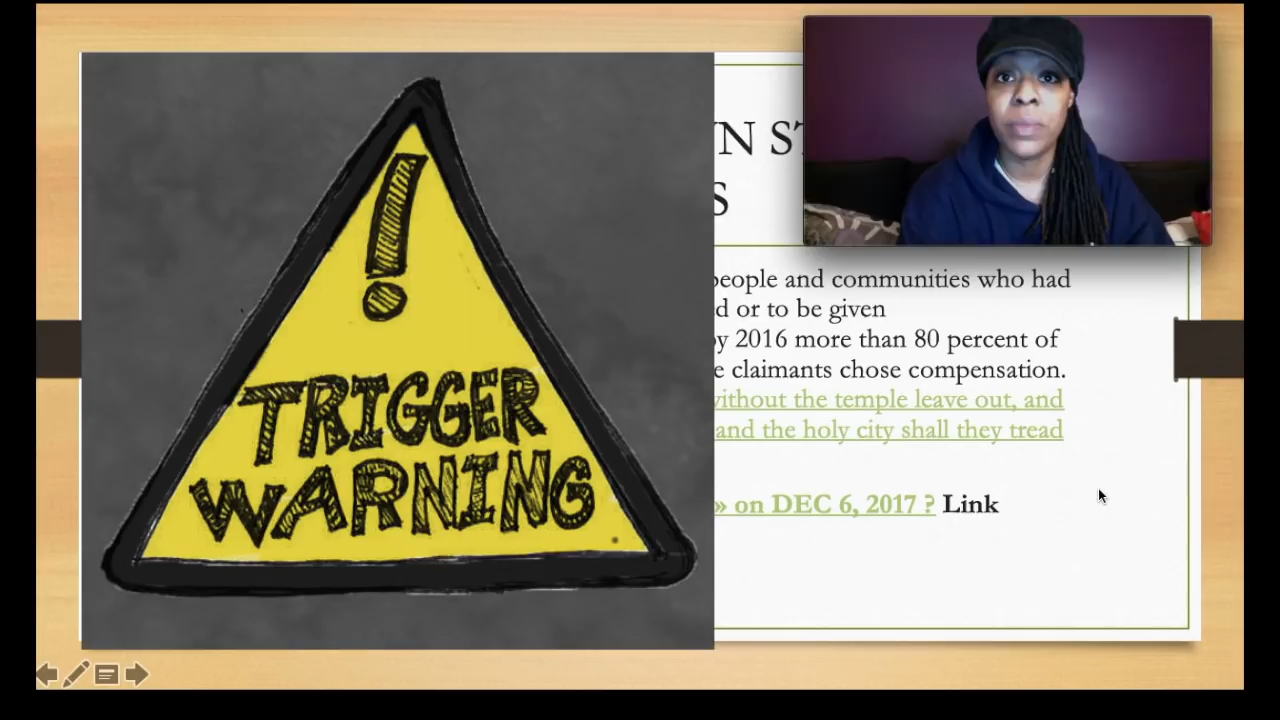 TRIGGER
WARNING
people and communities who had
or to be given
by 2016 more than 80 percent of
claimants chose compensation.
without the temple leave out, and
and the holy city shall they tread
» on DEC 6, 2017 ? Link